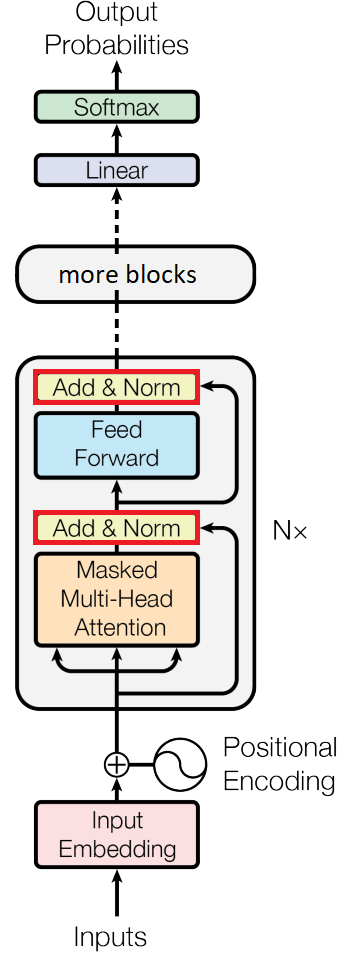 Output
Probabilities
Softmax
Linear
more blocks
Add & Norm
Feed
Forward
Add & Norm
N×
Masked
Multi-Head
Attention
Positional
Encoding
Input
Embedding
Inputs